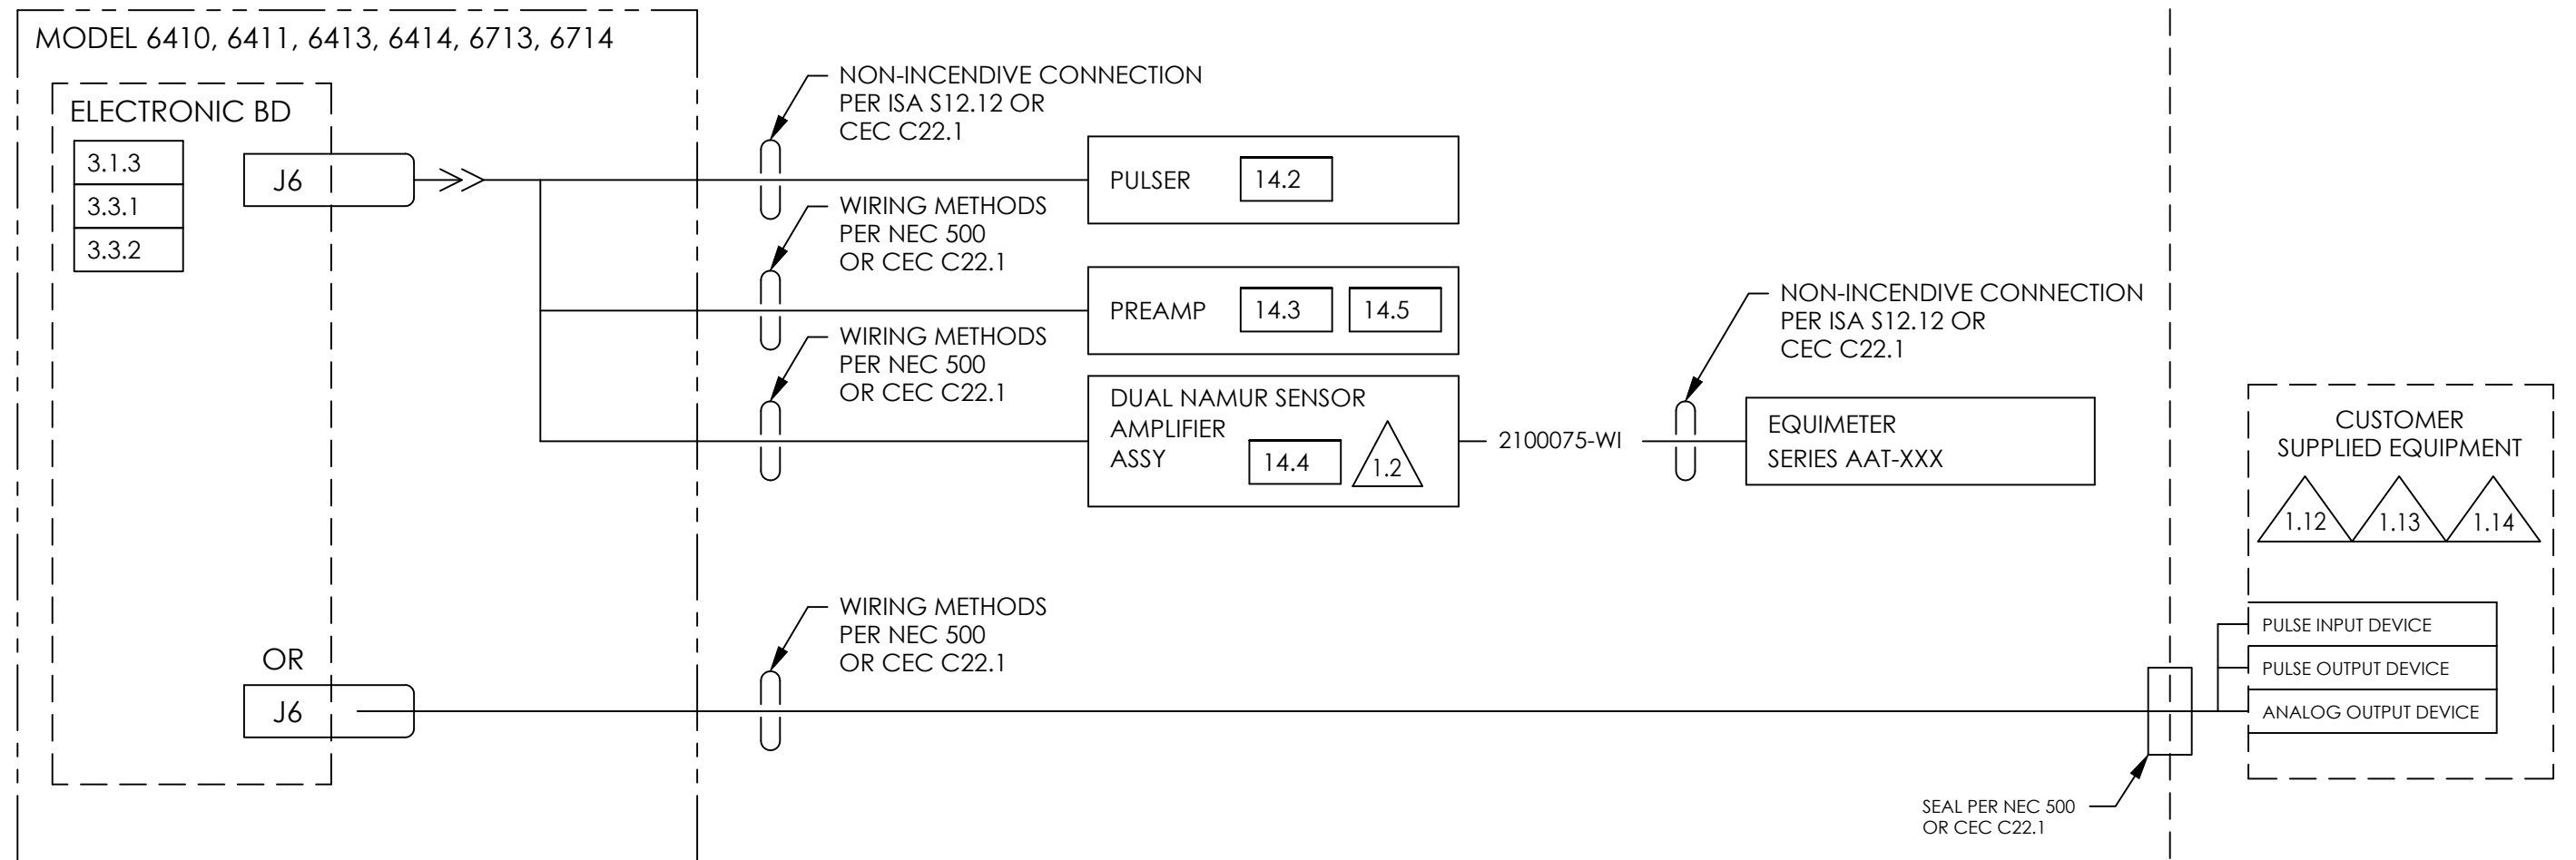 MODEL 6410, 6411, 6413, 6414, 6713, 6714
ELECTRONIC BD
3.1.3
3.3.1
3.3.2
J6
NON-INCENDIVE CONNECTION
PER ISA S12.12 OR
CEC C22.1
PULSER 14.2
WIRING METHODS
PER NEC 500
OR CEC C22.1
PREAMP 14.3 14.5
WIRING METHODS
PER NEC 500
OR CEC C22.1
DUAL NAMUR SENSOR
AMPLIFIER
ASSY 14.4 1.2
2100075-WI
NON-INCENDIVE CONNECTION
PER ISA S12.12 OR
CEC C22.1
EQUIMETER
SERIES AAT-XXX
CUSTOMER
SUPPLIED EQUIPMENT
1.12 1.13 1.14
PULSE INPUT DEVICE
PULSE OUTPUT DEVICE
ANALOG OUTPUT DEVICE
OR
J6
WIRING METHODS
PER NEC 500
OR CEC C22.1
SEAL PER NEC 500
OR CEC C22.1